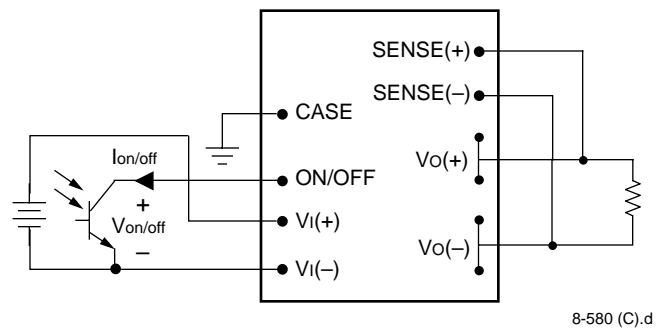 SENSE(+)
SENSE(–)
CASE
Ion/off
ON/OFF
VO(+)
+
Von/off
–
VI(+)
VO(–)
VI(–)
8-580 (C).d